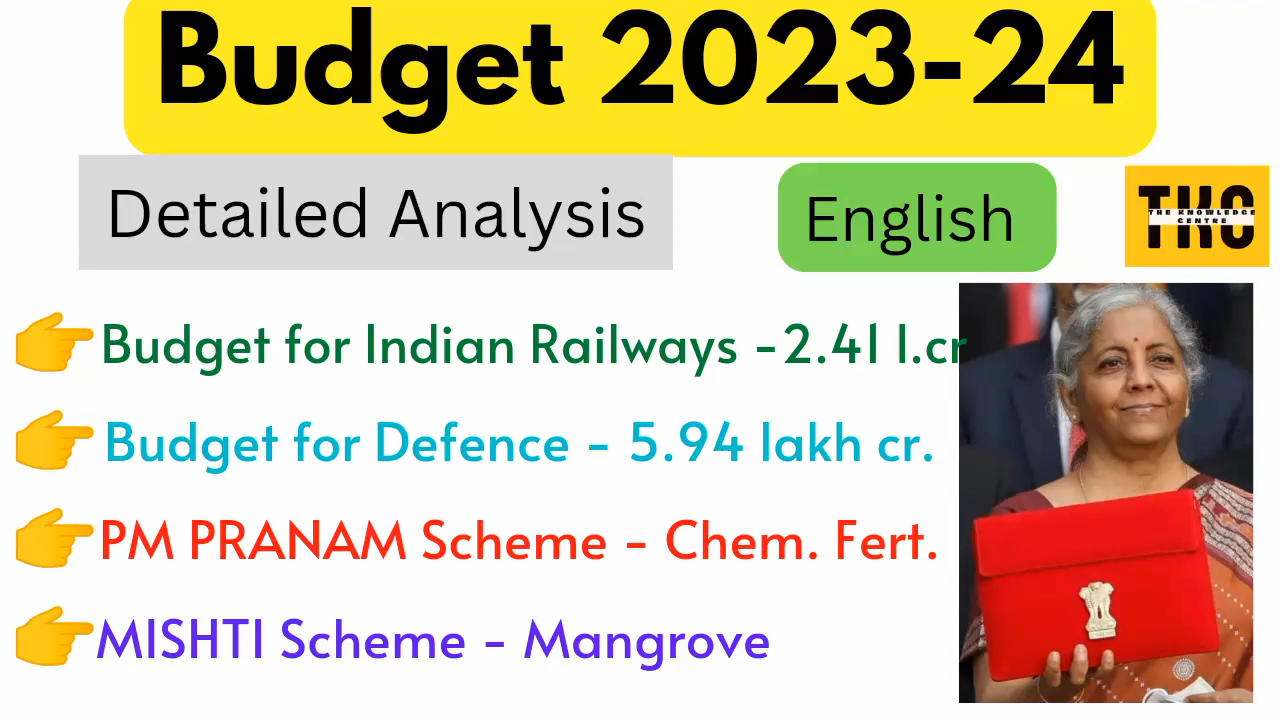 Budget 2023-24
Detailed Analysis
English
TKC
THE KNOWLEDGE
CENTRE
Budget for Indian Railways -2.41 l.cr
Budget for Defence - 5.94 lakh cr.
PM PRANAM Scheme - Chem. Fert.
MISHTI Scheme - Mangrove